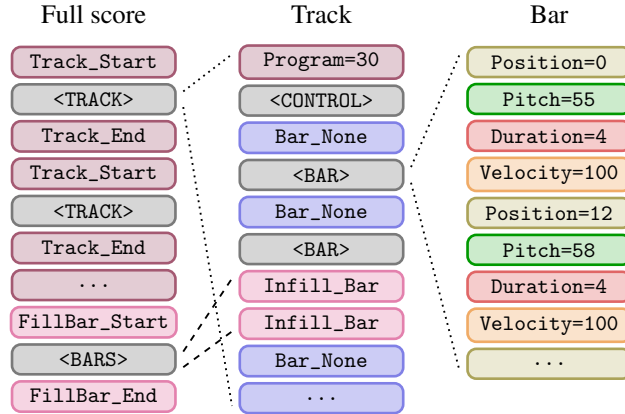 Full score
Track_Start
<TRACK>
Track_End
Track_Start
<TRACK>
Track_End
...
FillBar_Start
<BARS>
FillBar_End
Track
Program=30
<CONTROL>
Bar_None
<BAR>
Bar_None
<BAR>
Infill_Bar
Infill_Bar
Bar_None
...
Bar
Position=0
Pitch=55
Duration=4
Velocity=100
Position=12
Pitch=58
Duration=4
Velocity=100
...